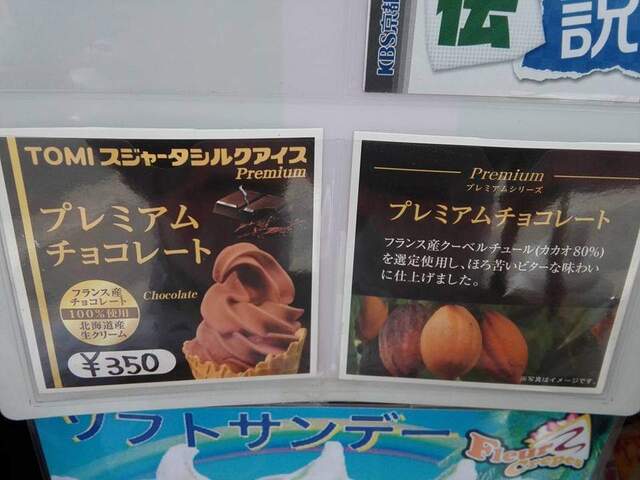 KBS京都
伝
説
TOMI スジャータシルクアイス
Premium
プレミアム
チョコレート
Chocolate
フランス産
チョコレート
100%使用
北海道産
生クリーム
¥350
Premium
プレミアムシリーズ
プレミアムチョコレート
フランス産クーベルチュール(カカオ80%)
を選定使用し、ほろ苦いビターな味わい
に仕上げました。
※写真はイメージです。
ソフトサンデー
Fleur
Crepes